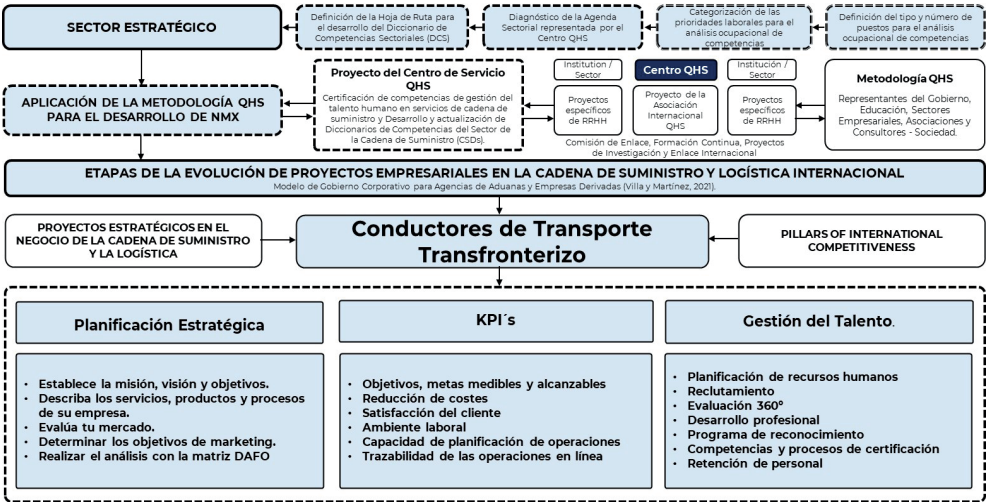 SECTOR ESTRATÉGICO
Definición de la Hoja de Ruta para
el desarrollo del Diccionario de
Competencias Sectoriales (DCS)
Diagnóstico de la Agenda
Sectorial representada por el
Centro QHS
Categorización de las
prioridades laborales para el
análisis ocupacional de
competencias
Definición del tipo y número de
puestos para el análisis
ocupacional de competencias
APLICACIÓN DE LA METODOLOGÍA QHS
PARA EL DESARROLLO DE NMX
Proyecto del Centro de Servicio
QHS
Certificación de competencias de gestión del
talento humano en servicios de cadena de
suministro y Desarrollo y actualización de
Diccionarios de Competencias del Sector de
la Cadena de Suministro (CSDs).
Institution /
Sector
Centro QHS
Institución /
Sector
Proyectos
específicos
de RRHH
Proyecto de la
Asociación
Internacional
QHS
Proyectos
específicos
de RRHH
Comisión de Enlace, Formación Continua, Proyectos
de Investigación y Enlace Internacional
Metodología QHS
Representantes del Gobierno,
Educación, Sectores
Empresariales, Asociaciones y
Consultores - Sociedad.
ETAPAS DE LA EVOLUCIÓN DE PROYECTOS EMPRESARIALES EN LA CADENA DE SUMINISTRO Y LOGÍSTICA INTERNACIONAL
Modelo de Gobierno Corporativo para Agencias de Aduanas y Empresas Derivadas (Villa y Martínez, 2021).
PROYECTOS ESTRATÉGICOS EN EL
NEGOCIO DE LA CADENA DE SUMINISTRO
Y LA LOGÍSTICA
Conductores de Transporte
Transfronterizo
PILLARS OF INTERNATIONAL
COMPETITIVENESS
Planificación Estratégica
• Establece la misión, visión y objetivos.
• Describa los servicios, productos y procesos
de su empresa.
• Evalúa tu mercado.
• Determinar los objetivos de marketing.
• Realizar el análisis con la matriz DAFO
KPI´s
• Objetivos, metas medibles y alcanzables
• Reducción de costes
• Satisfacción del cliente
• Ambiente laboral
• Capacidad de planificación de operaciones
• Trazabilidad de las operaciones en línea
Gestión del Talento.
• Planificación de recursos humanos
• Reclutamiento
• Evaluación 360º
• Desarrollo profesional
• Programa de reconocimiento
• Competencias y procesos de certificación
• Retención de personal